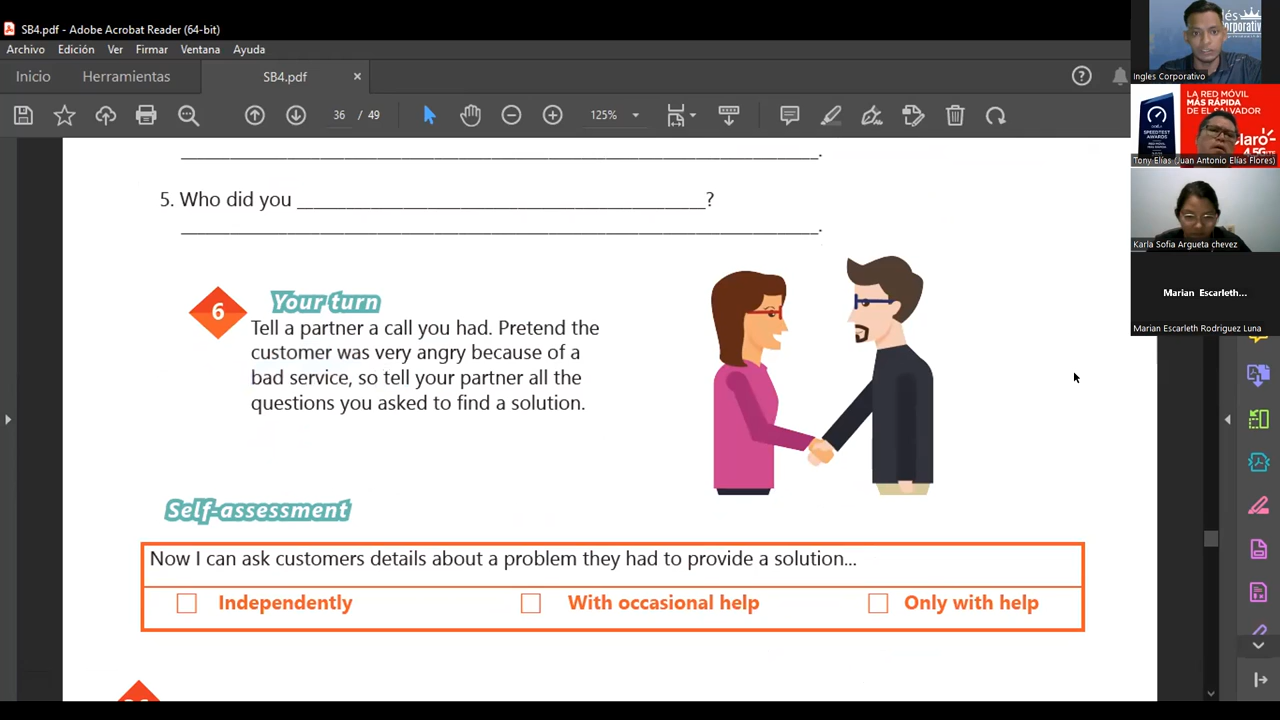 SB4.pdf - Adobe Acrobat Reader (64-bit)
Archivo Edición Ver Firmar Ventana Ayuda
Inicio Herramientas SB4.pdf ×
36 / 49 125%
5. Who did you ________________________________________?
____________________________________________________________.
6
Your turn
Tell a partner a call you had. Pretend the
customer was very angry because of a
bad service, so tell your partner all the
questions you asked to find a solution.
Self-assessment
Now I can ask customers details about a problem they had to provide a solution...
Independently With occasional help Only with help
Ingles Corporativo
LA RED MÓVIL
MÁS RÁPIDA
DE EL SALVADOR
SPEEDTEST
AWARDS
Claro
Tony Elías (Juan Antonio Elías Flores)
Karla Sofia Argueta chevez
Marian Escarleth...
Marian Escarleth Rodriguez Luna